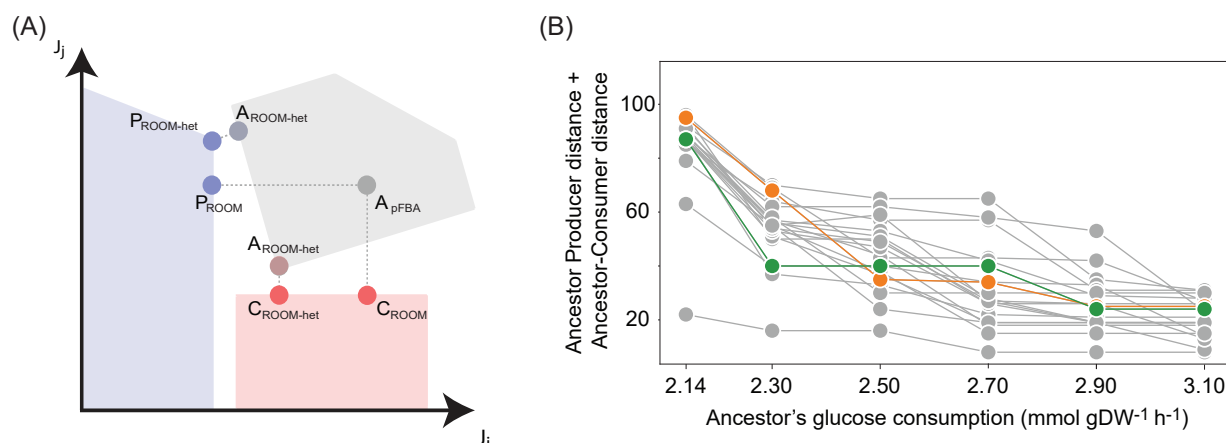 (A)
J_j
P_ROOM-het
A_ROOM-het
P_ROOM
A_pFBA
A_ROOM-het
C_ROOM-het
C_ROOM
J_i
(B)
Ancestor Producer distance +
Ancestor-Consumer distance
100
60
20
2.14 2.30 2.50 2.70 2.90 3.10
Ancestor's glucose consumption (mmol gDW⁻¹ h⁻¹)